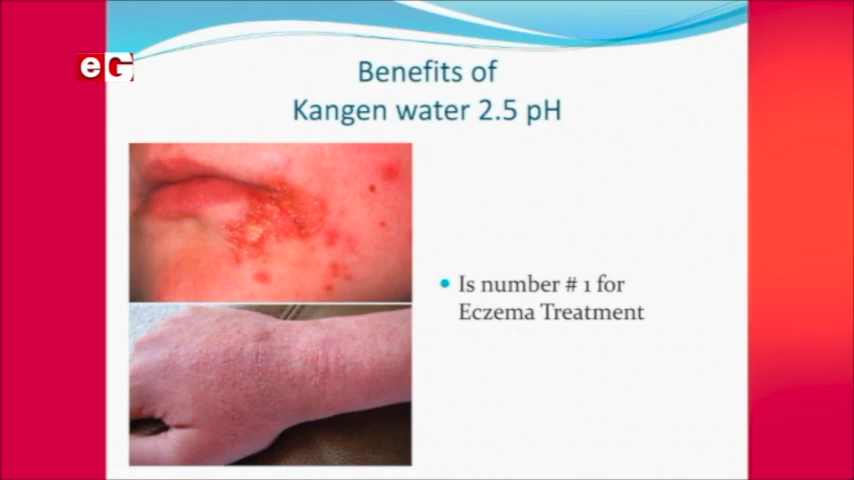 eG
Benefits of
Kangen water 2.5 pH
Is number # 1 for
Eczema Treatment